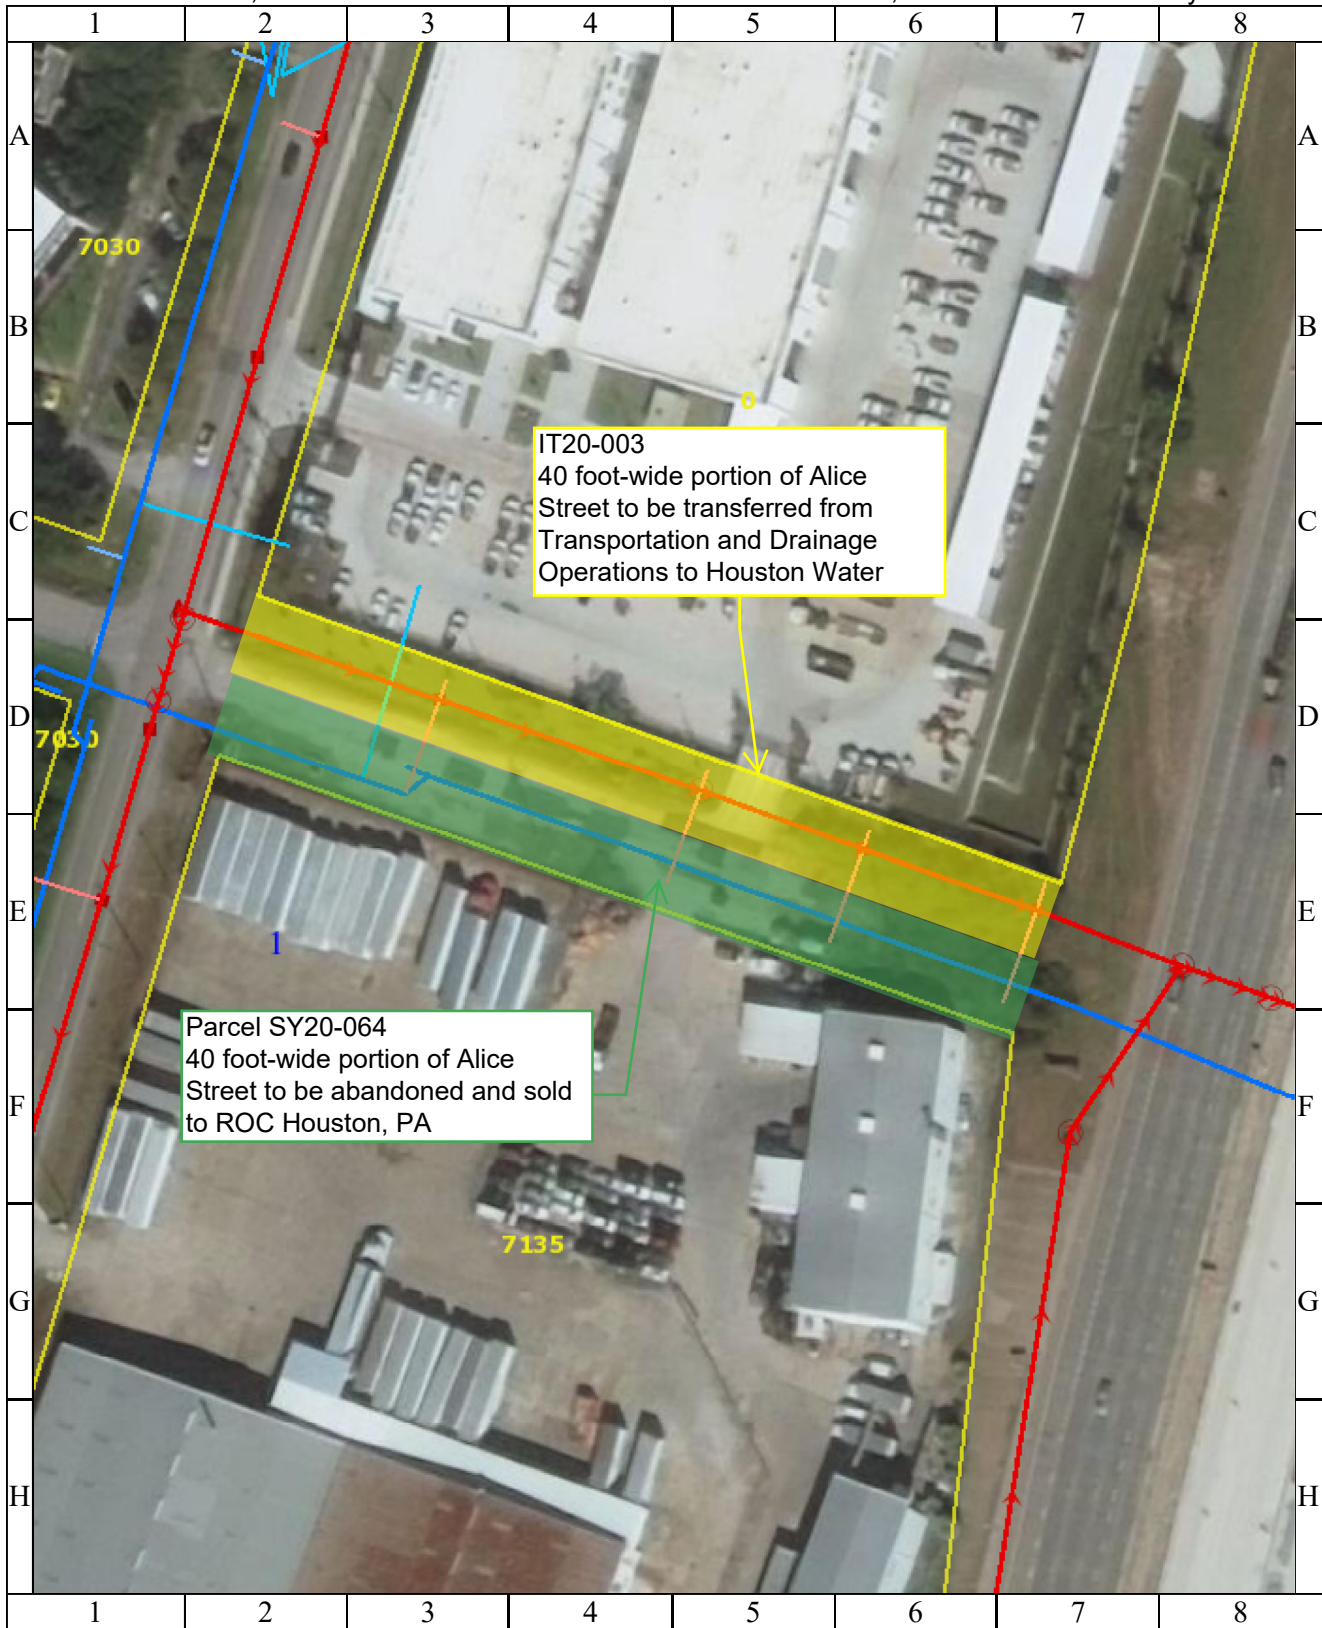 1 2 3 4 5 6 7 8
A A
7030
B B
0
IT20-003
40 foot-wide portion of Alice
Street to be transferred from
Transportation and Drainage
Operations to Houston Water
C C
D D
7030
E E
1
Parcel SY20-064
40 foot-wide portion of Alice
Street to be abandoned and sold
to ROC Houston, PA
F F
7135
G G
H H
1 2 3 4 5 6 7 8